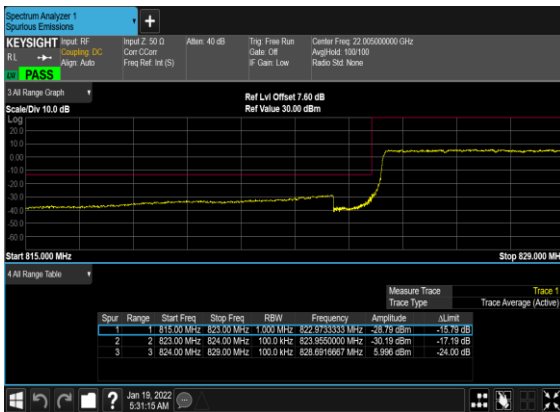 Spectrum Analyzer 1
Spurious Emissions
KEYSIGHT Input: RF Input Z: 50 Ω Atten: 40 dB Trig: Free Run Center Freq: 22.005000000 GHz
RL Coupling: DC Corr CCorr Gate: Off Avg|Hold: 100/100
Align: Auto Freq Ref: Int (S) IF Gain: Low Radio Std: None
PASS
3 All Range Graph
Ref Lvl Offset 7.60 dB
Scale/Div 10.0 dB Ref Value 30.00 dBm
Log
20.0
10.0
0.00
-10.0
-20.0
-30.0
-40.0
-50.0
-60.0
Start 815.000 MHz Stop 829.000 MH
4 All Range Table
Measure Trace Trace 1
Trace Type Trace Average (Active)
Spur Range Start Freq Stop Freq RBW Frequency Amplitude ΔLimit
1 1 815.00 MHz 823.00 MHz 1.000 MHz 822.9733333 MHz -28.79 dBm -15.79 dB
2 2 823.00 MHz 824.00 MHz 100.0 kHz 823.9550000 MHz -30.19 dBm -17.19 dB
3 3 824.00 MHz 829.00 MHz 100.0 kHz 828.6916667 MHz 5.996 dBm -24.00 dB
Jan 19, 2022
5:31:15 AM